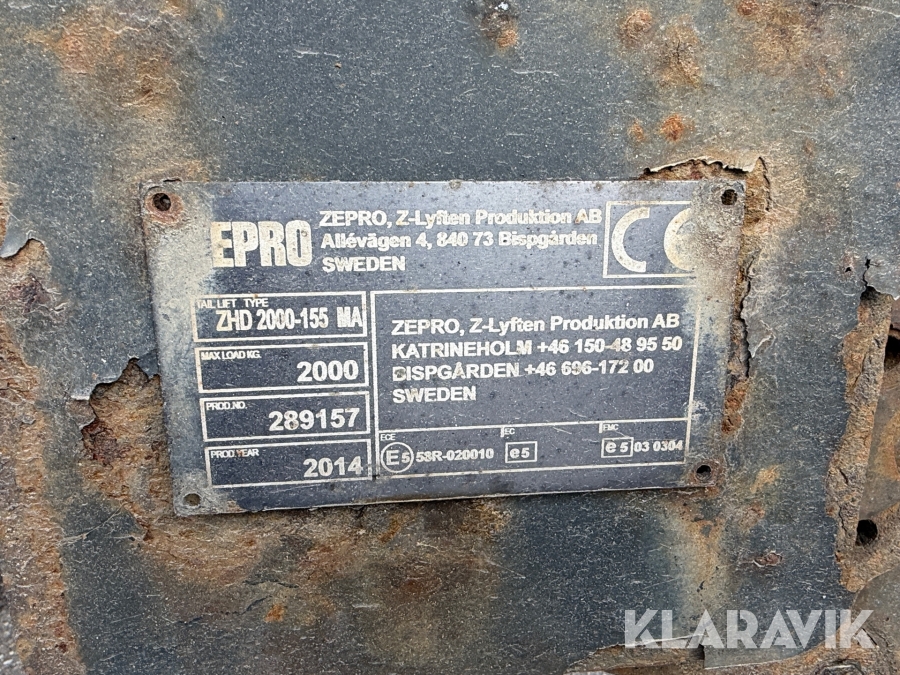 EPRO
ZEPRO, Z-Lyften Produktion AB
Allévägen 4, 840 73 Bispgården
SWEDEN
CE
TAIL LIFT TYPE
ZHD 2000-155 MA
MAX LOAD KG.
2000
PROD.NO.
289157
PROD.YEAR
2014
ZEPRO, Z-Lyften Produktion AB
KATRINEHOLM +46 150-48 95 50
BISPGÅRDEN +46 696-172 00
SWEDEN
ECE
E5 58R-020010
EC
e5
EMC
e5 03 0304
KLARAVIK